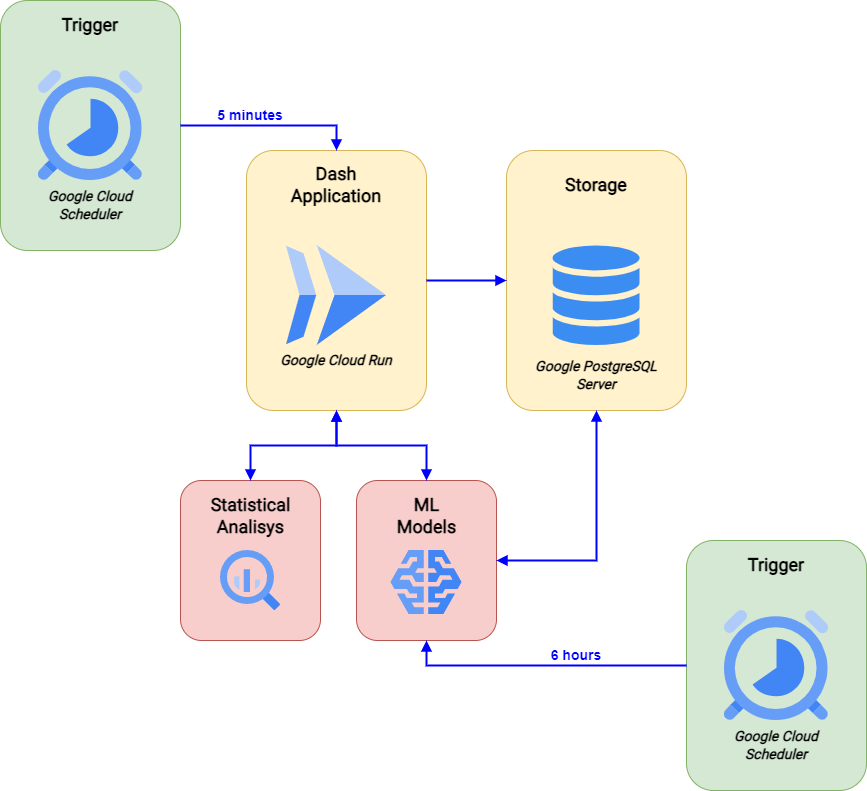 Trigger
Google Cloud
Scheduler
5 minutes
Dash
Application
Google Cloud Run
Storage
Google PostgreSQL
Server
Statistical
Analisys
ML
Models
6 hours
Trigger
Google Cloud
Scheduler